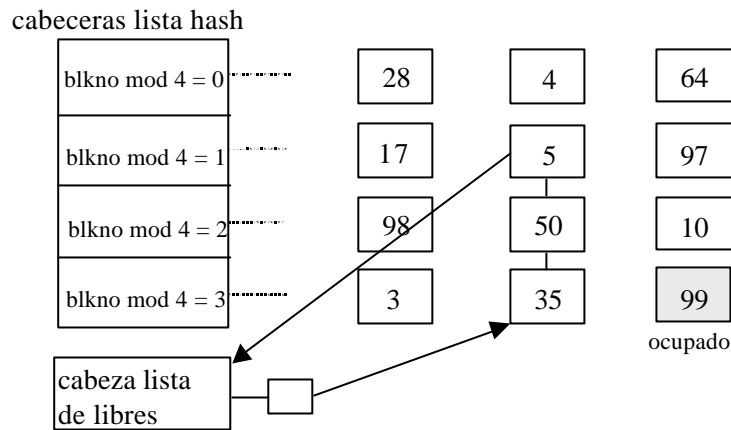 cabeceras lista hash
blkno mod 4 = 0
28
4
64
blkno mod 4 = 1
17
5
97
blkno mod 4 = 2
98
50
10
blkno mod 4 = 3
3
35
99
ocupado
cabeza lista
de libres